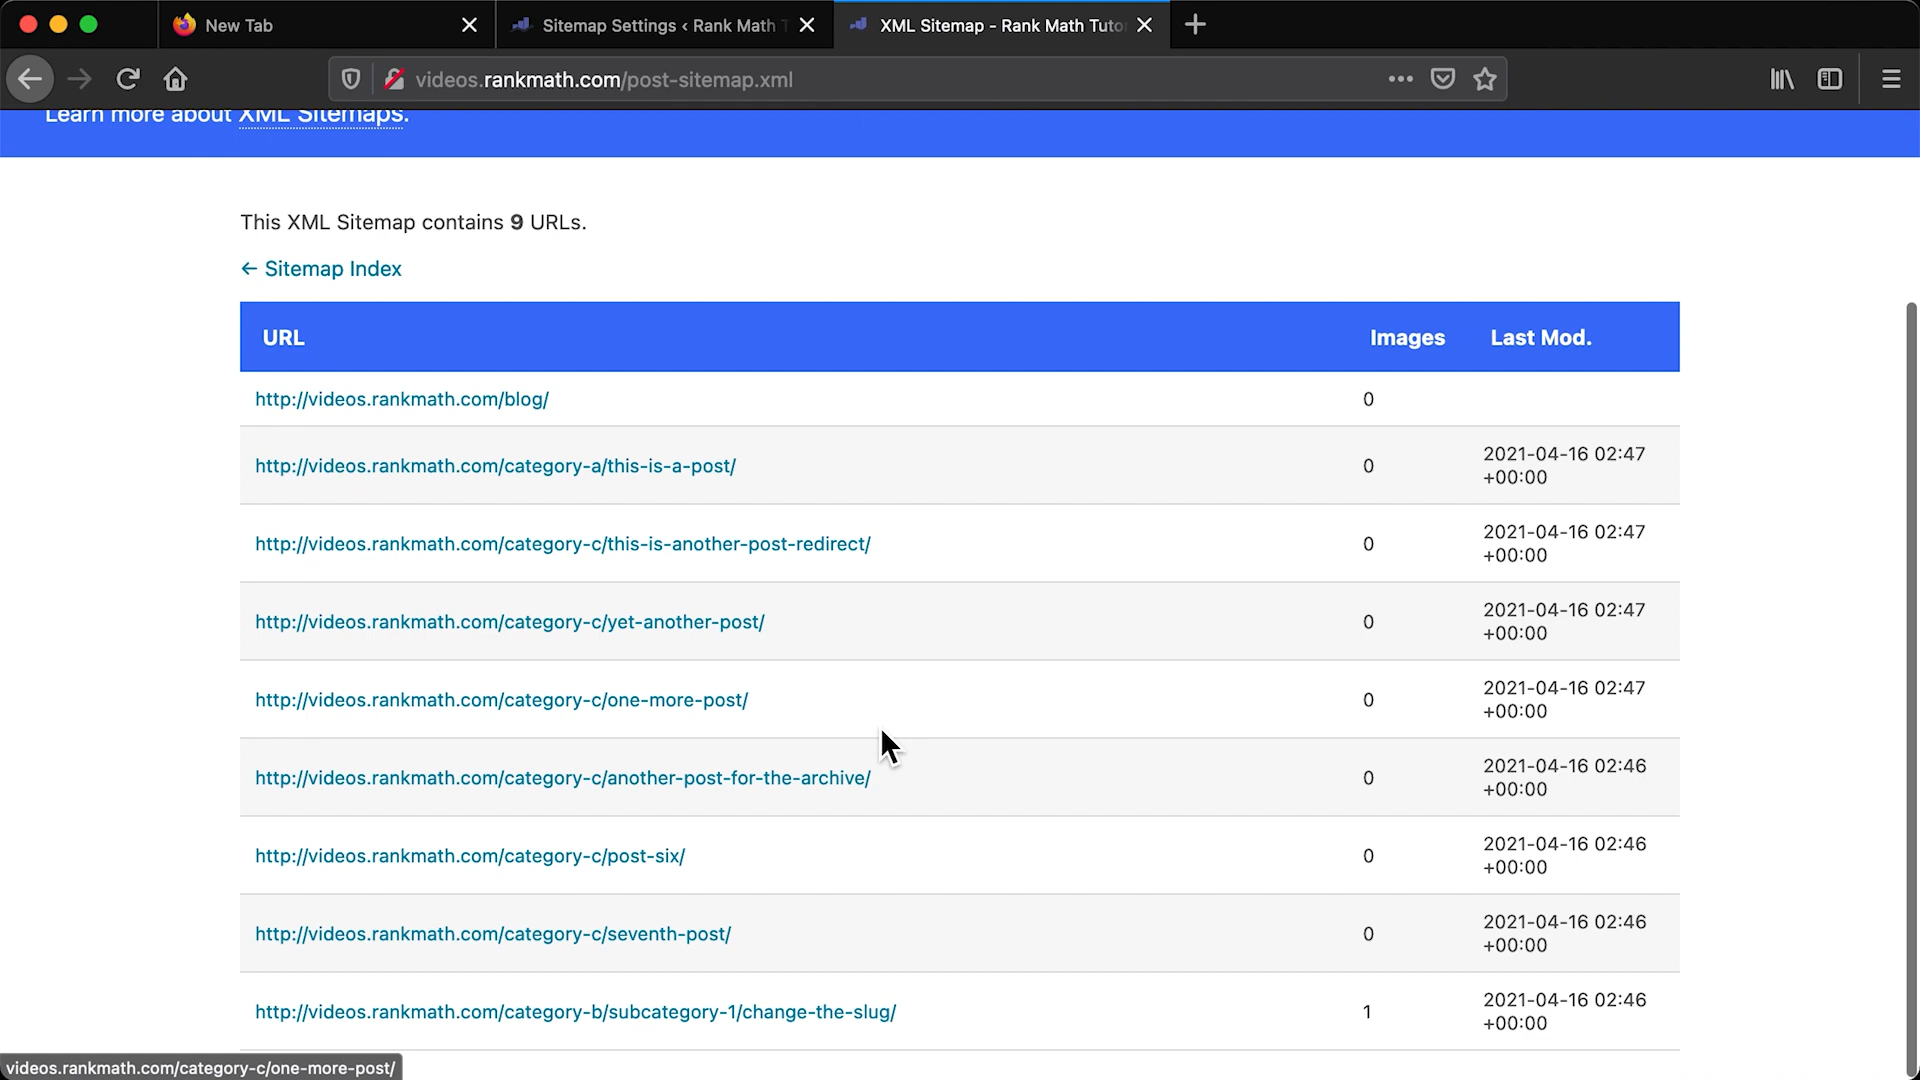 New Tab
Sitemap Settings ‹ Rank Math T
XML Sitemap - Rank Math Tuto
videos.rankmath.com/post-sitemap.xml
Learn more about XML Sitemaps.
This XML Sitemap contains 9 URLs.
← Sitemap Index
URL Images Last Mod.
http://videos.rankmath.com/blog/ 0
http://videos.rankmath.com/category-a/this-is-a-post/ 0 2021-04-16 02:47
+00:00
http://videos.rankmath.com/category-c/this-is-another-post-redirect/ 0 2021-04-16 02:47
+00:00
http://videos.rankmath.com/category-c/yet-another-post/ 0 2021-04-16 02:47
+00:00
http://videos.rankmath.com/category-c/one-more-post/ 0 2021-04-16 02:47
+00:00
http://videos.rankmath.com/category-c/another-post-for-the-archive/ 0 2021-04-16 02:46
+00:00
http://videos.rankmath.com/category-c/post-six/ 0 2021-04-16 02:46
+00:00
http://videos.rankmath.com/category-c/seventh-post/ 0 2021-04-16 02:46
+00:00
http://videos.rankmath.com/category-b/subcategory-1/change-the-slug/ 1 2021-04-16 02:46
+00:00
videos.rankmath.com/category-c/one-more-post/